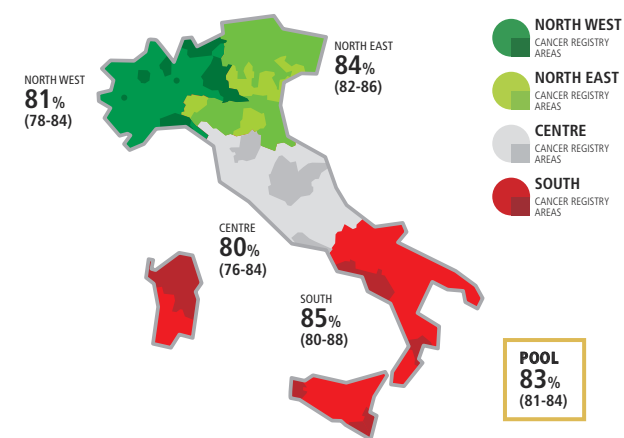 NORTH WEST
81%
(78-84)
NORTH EAST
84%
(82-86)
CENTRE
80%
(76-84)
SOUTH
85%
(80-88)
NORTH WEST
CANCER REGISTRY
AREAS
NORTH EAST
CANCER REGISTRY
AREAS
CENTRE
CANCER REGISTRY
AREAS
SOUTH
CANCER REGISTRY
AREAS
POOL
83%
(81-84)